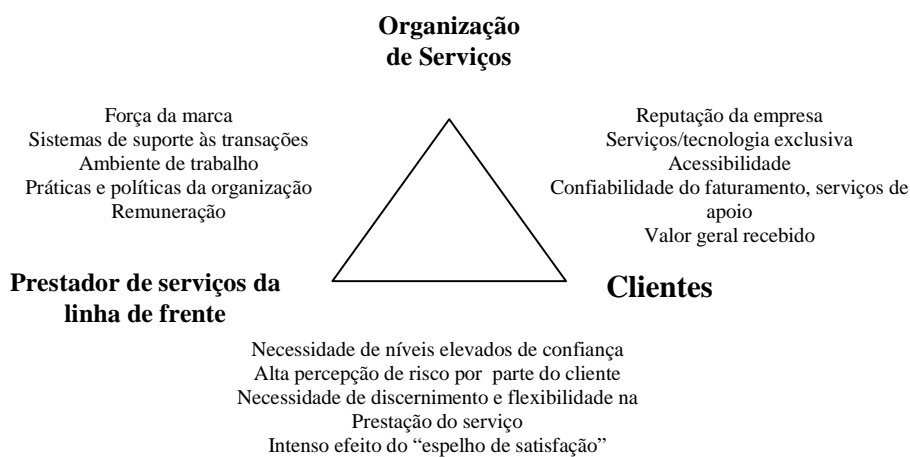 Organização
de Serviços
Força da marca
Sistemas de suporte às transações
Ambiente de trabalho
Práticas e políticas da organização
Remuneração
Reputação da empresa
Serviços/tecnologia exclusiva
Acessibilidade
Confiabilidade do faturamento, serviços de
apoio
Valor geral recebido
Prestador de serviços da
linha de frente
Clientes
Necessidade de níveis elevados de confiança
Alta percepção de risco por parte do cliente
Necessidade de discernimento e flexibilidade na
Prestação do serviço
Intenso efeito do “espelho de satisfação”